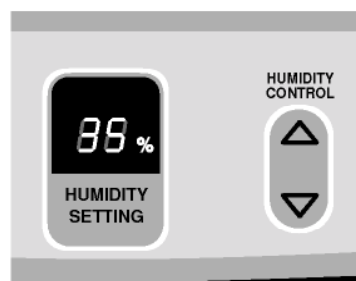 35 %
HUMIDITY
SETTING
HUMIDITY
CONTROL